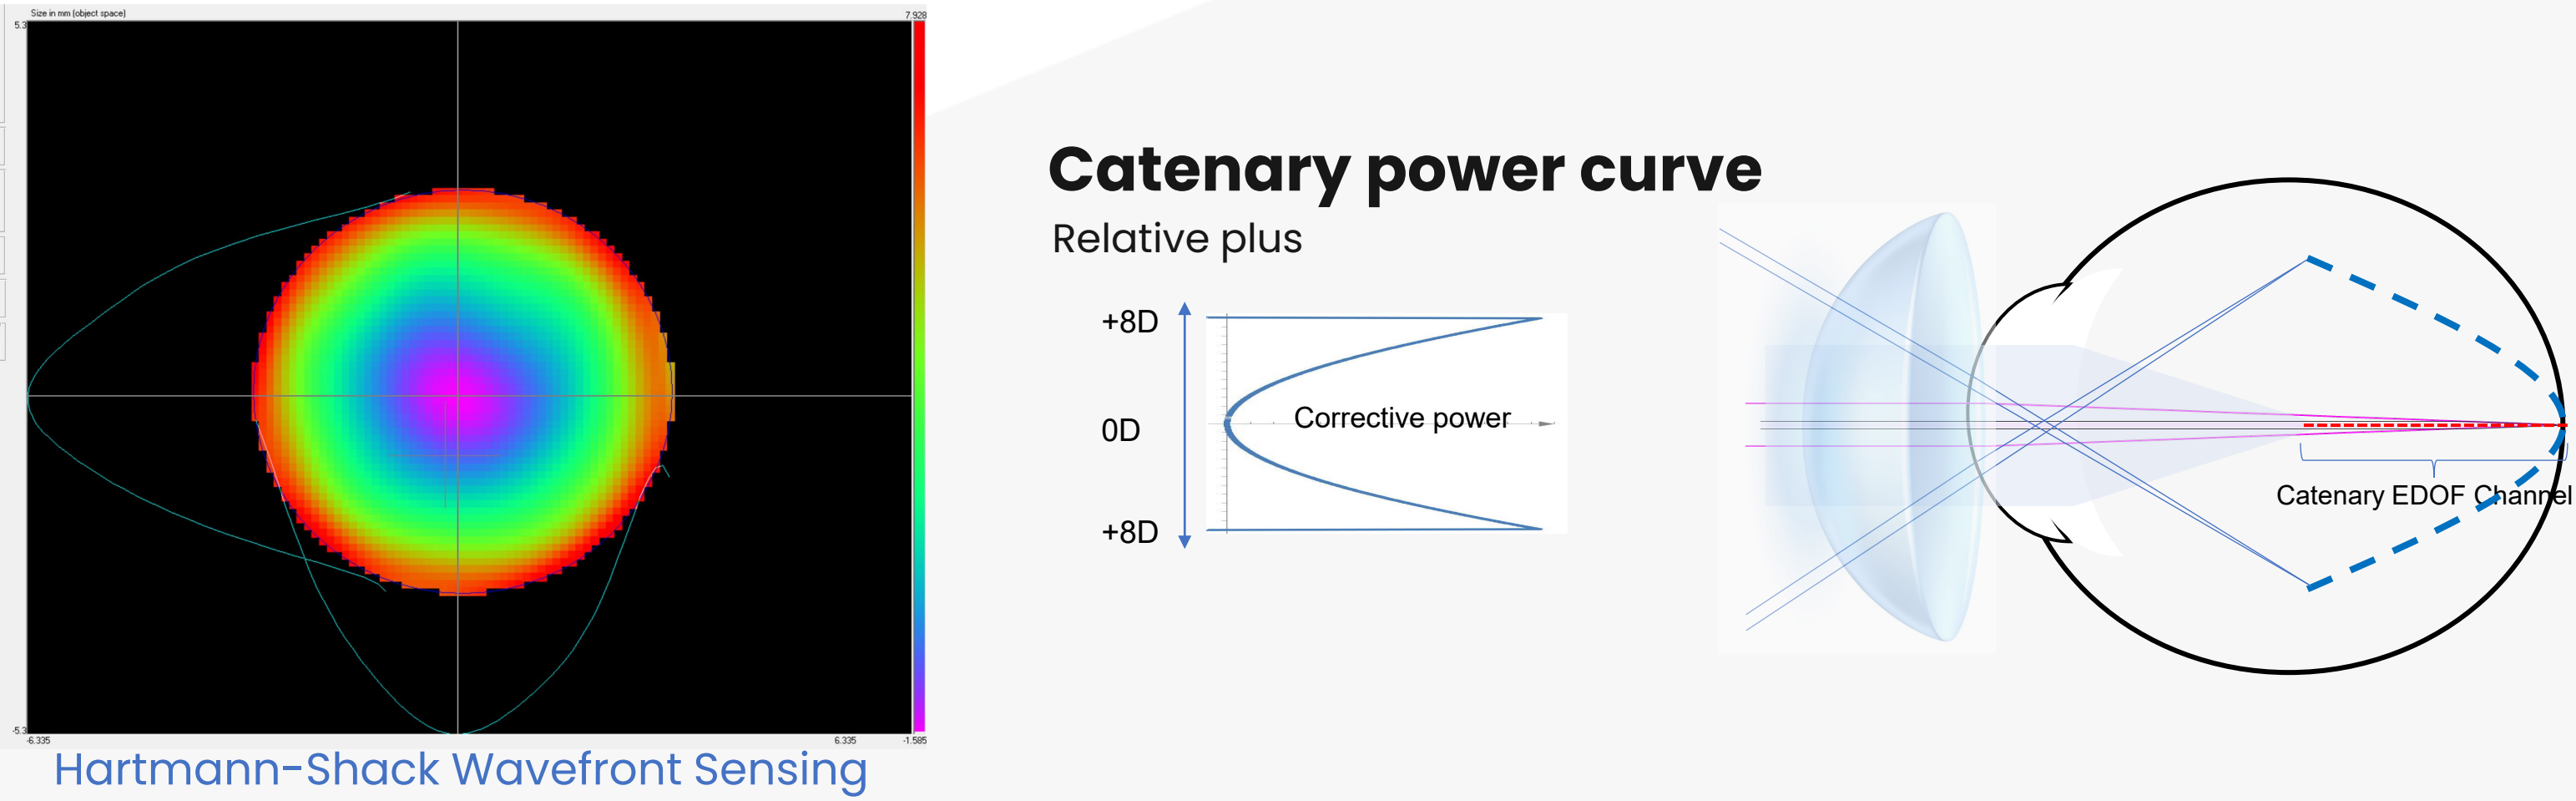 Size in mm (object space)
7.928
5.3
-5.3
-6.335
6.335
-1.585
Hartmann-Shack Wavefront Sensing
Catenary power curve
Relative plus
+8D
Corrective power
0D
+8D
Catenary EDOF Channel